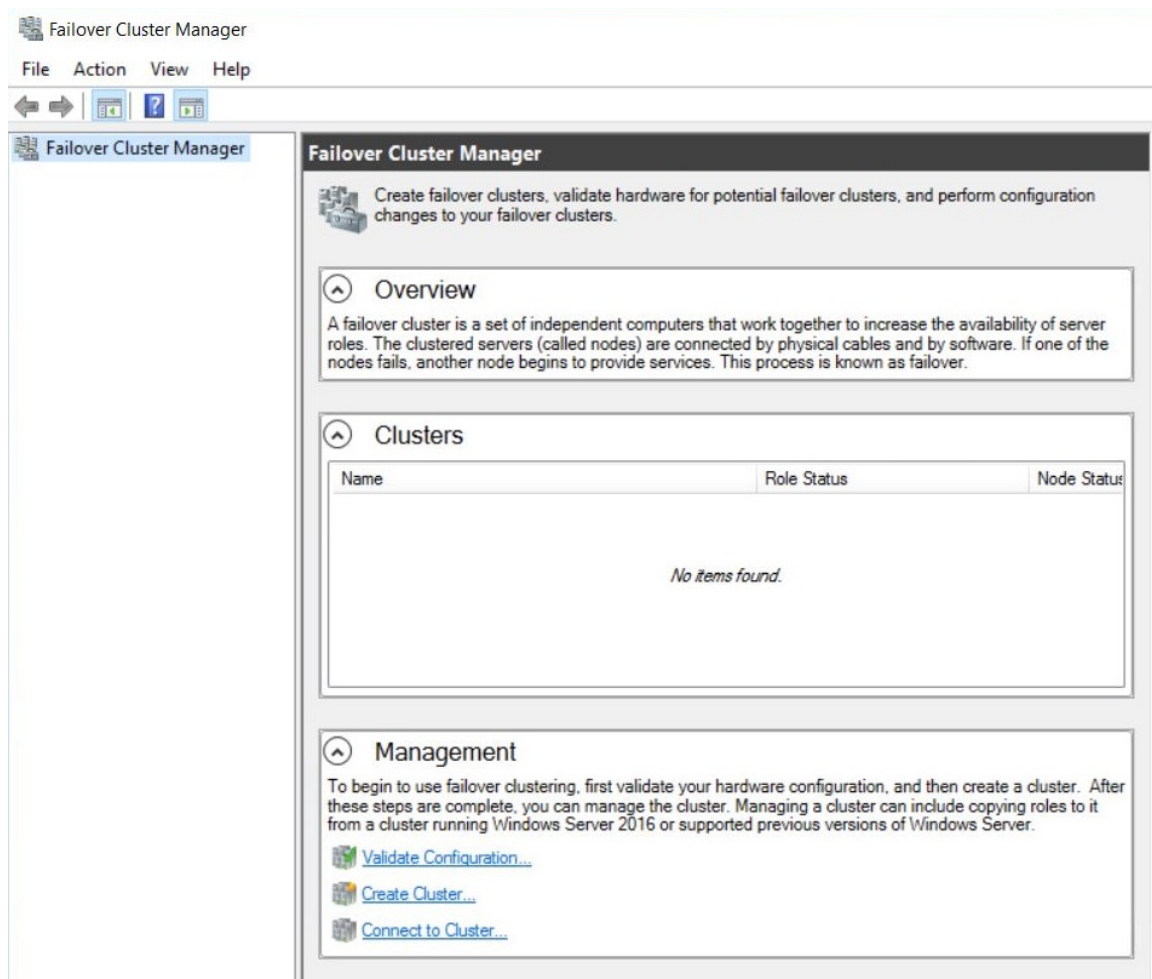 Failover Cluster Manager
File Action View Help
Failover Cluster Manager
Failover Cluster Manager
Create failover clusters, validate hardware for potential failover clusters, and perform configuration
changes to your failover clusters.
Overview
A failover cluster is a set of independent computers that work together to increase the availability of server
roles. The clustered servers (called nodes) are connected by physical cables and by software. If one of the
nodes fails, another node begins to provide services. This process is known as failover.
Clusters
Name Role Status Node Status
No items found.
Management
To begin to use failover clustering, first validate your hardware configuration, and then create a cluster. After
these steps are complete, you can manage the cluster. Managing a cluster can include copying roles to it
from a cluster running Windows Server 2016 or supported previous versions of Windows Server.
Validate Configuration...
Create Cluster...
Connect to Cluster...